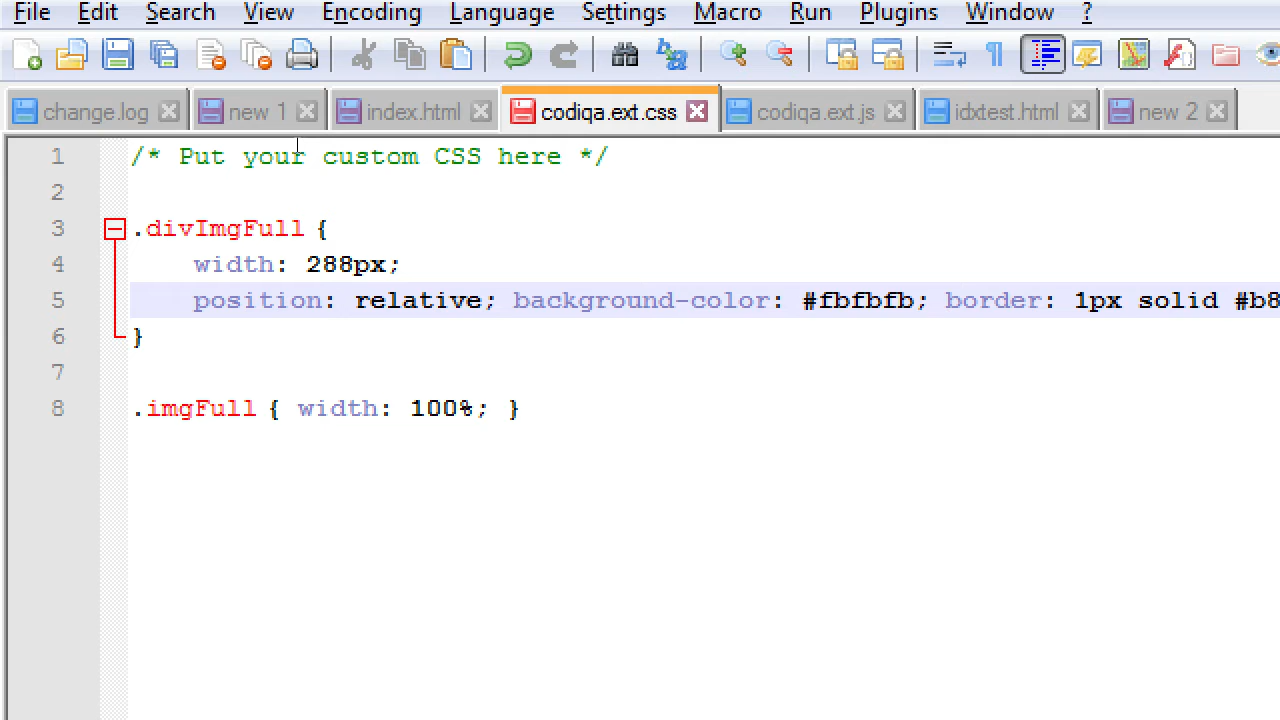 File Edit Search View Encoding Language Settings Macro Run Plugins Window ?
change.log new 1 index.html codiqa.ext.css codiqa.ext.js idxtest.html new 2
1 /* Put your custom CSS here */
2
3 .divImgFull {
4 width: 288px;
5 position: relative; background-color: #fbfbfb; border: 1px solid #b8
6 }
7
8 .imgFull { width: 100%; }